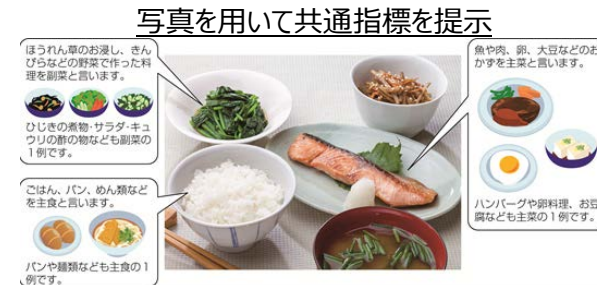 写真を用いて共通指標を提示
ほうれん草のお浸し、きん
ぴらなどの野菜で作った料
理を副菜と言います。
ひじきの煮物・サラダ・キュ
ウリの酢の物なども副菜の
1例です。
ごはん、パン、めん類など
を主食と言います。
パンや麺類なども主食の1
例です。
魚や肉、卵、大豆などのお
かずを主菜と言います。
ハンバーグや卵料理、お豆
腐なども主菜の1例です。